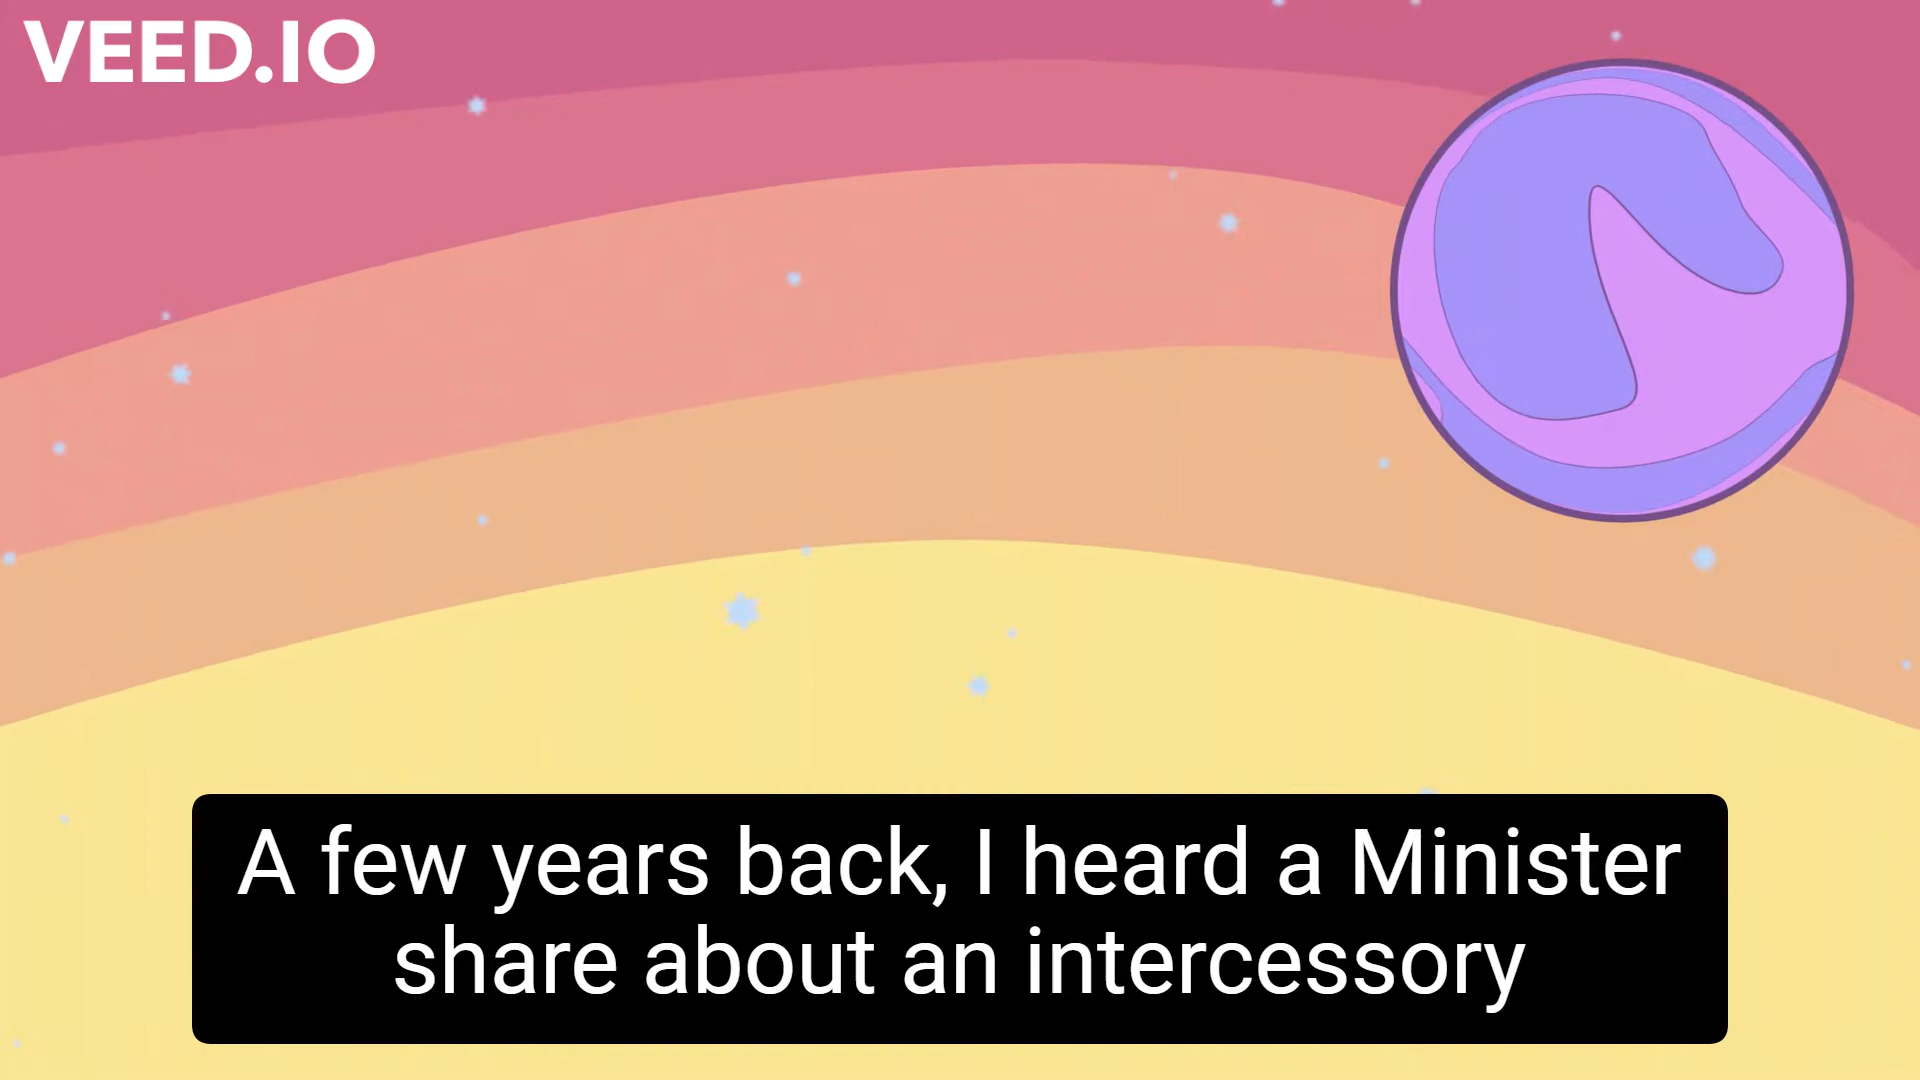 VEED.IO
A few years back, I heard a Minister
share about an intercessory